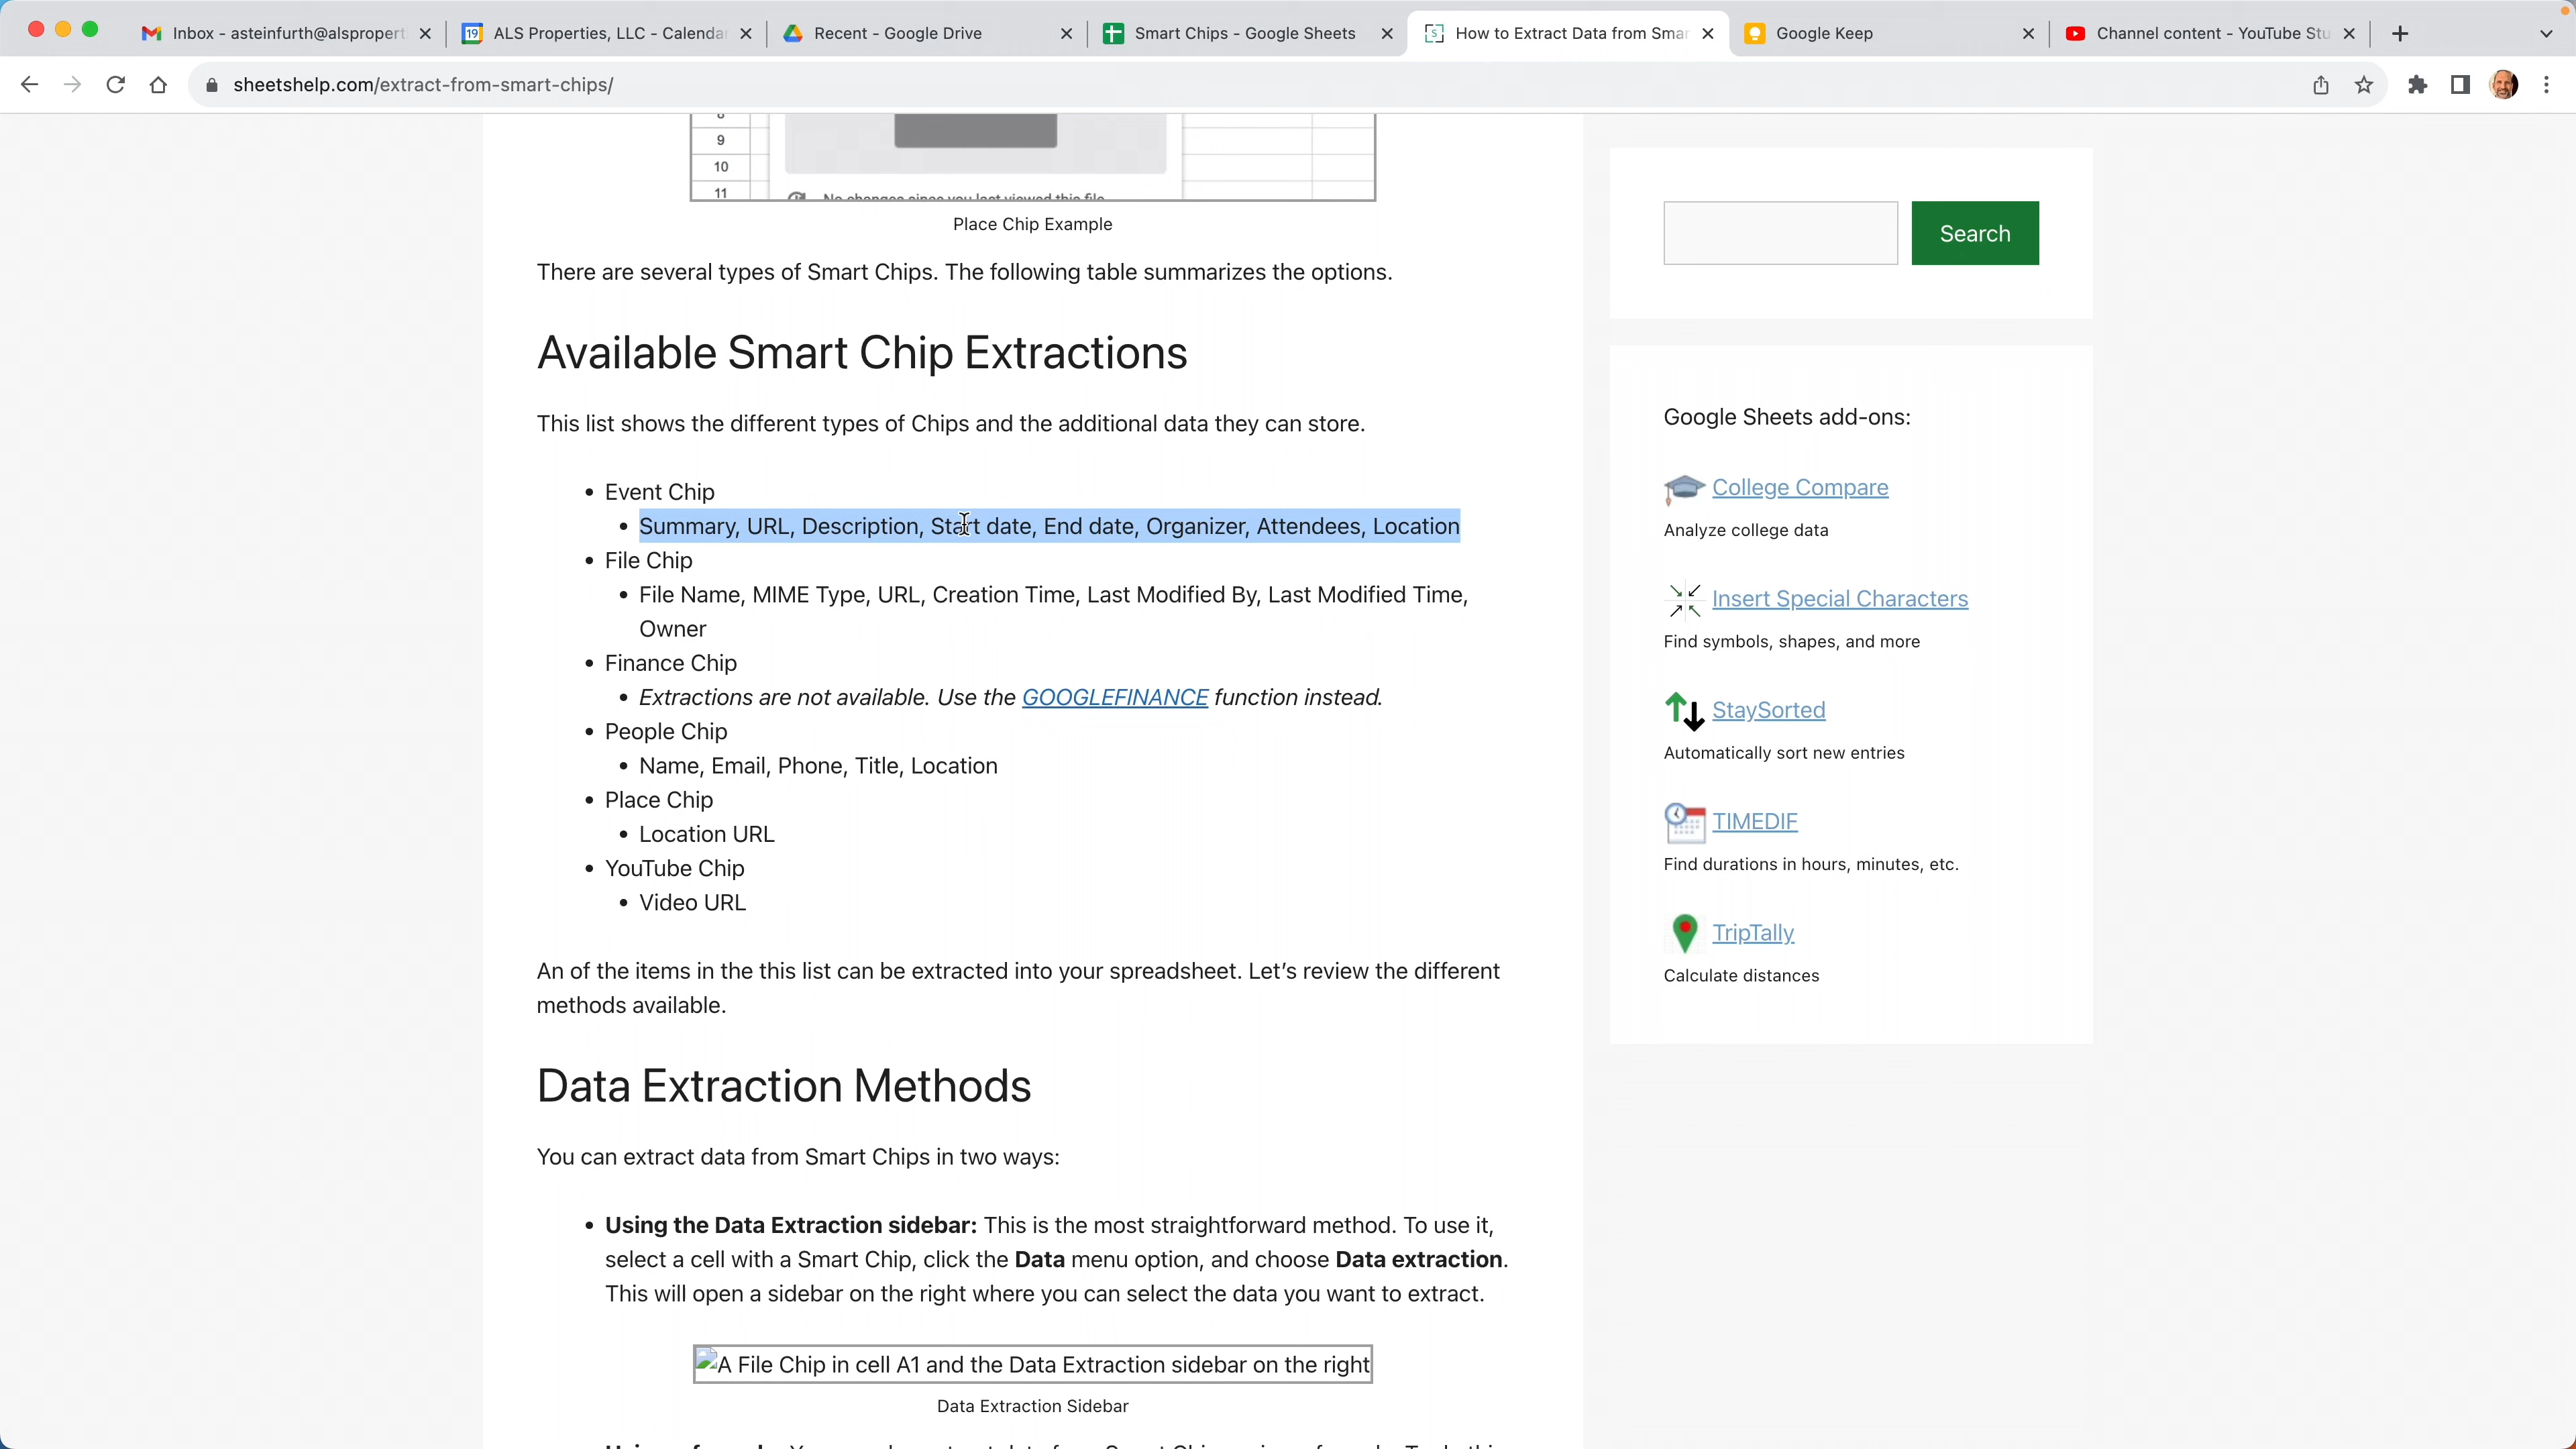 Inbox - asteinfurth@alspropert
19
ALS Properties, LLC - Calenda
Recent - Google Drive
Smart Chips - Google Sheets
How to Extract Data from Smar
Google Keep
Channel content - YouTube Stu
sheetshelp.com/extract-from-smart-chips/
9
10
11
No changes since you last viewed this file
Place Chip Example
There are several types of Smart Chips. The following table summarizes the options.
Available Smart Chip Extractions
This list shows the different types of Chips and the additional data they can store.
• Event Chip
• Summary, URL, Description, Start date, End date, Organizer, Attendees, Location
• File Chip
• File Name, MIME Type, URL, Creation Time, Last Modified By, Last Modified Time,
Owner
• Finance Chip
• Extractions are not available. Use the GOOGLEFINANCE function instead.
• People Chip
• Name, Email, Phone, Title, Location
• Place Chip
• Location URL
• YouTube Chip
• Video URL
An of the items in the this list can be extracted into your spreadsheet. Let's review the different
methods available.
Data Extraction Methods
You can extract data from Smart Chips in two ways:
• Using the Data Extraction sidebar: This is the most straightforward method. To use it,
select a cell with a Smart Chip, click the Data menu option, and choose Data extraction.
This will open a sidebar on the right where you can select the data you want to extract.
A File Chip in cell A1 and the Data Extraction sidebar on the right
Data Extraction Sidebar
Search
Google Sheets add-ons:
College Compare
Analyze college data
Insert Special Characters
Find symbols, shapes, and more
StaySorted
Automatically sort new entries
TIMEDIF
Find durations in hours, minutes, etc.
TripTally
Calculate distances